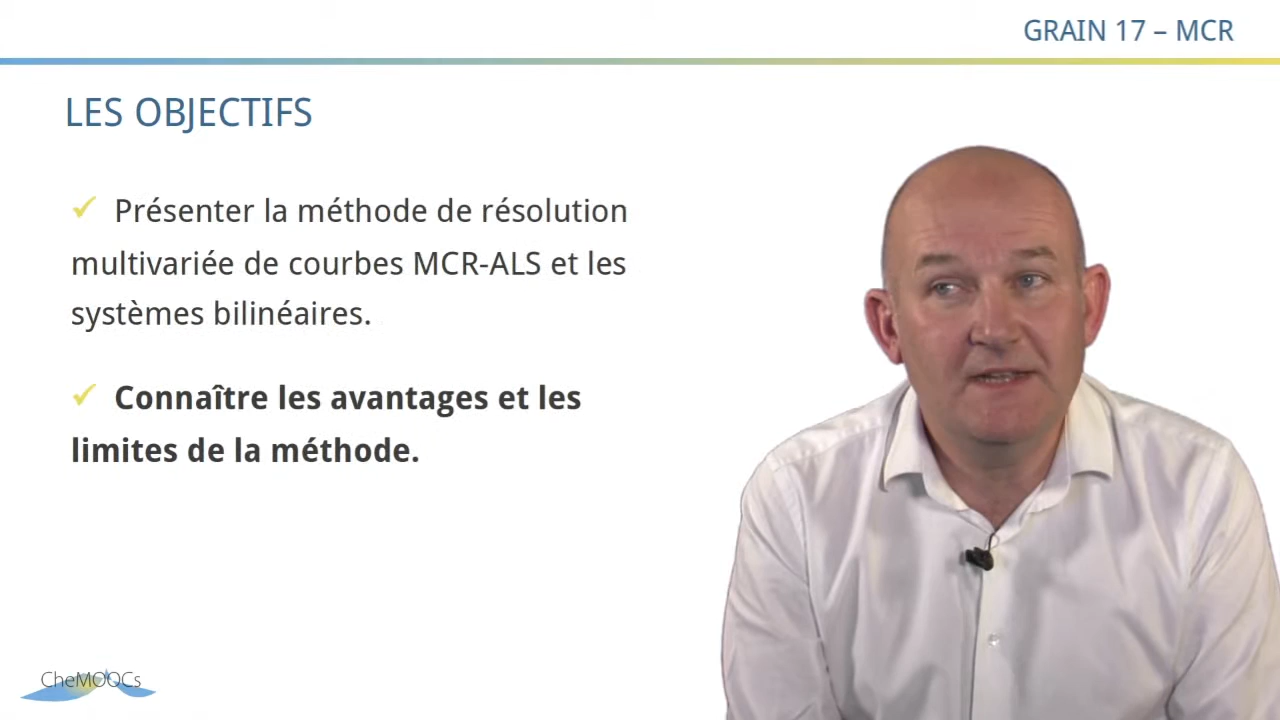 GRAIN 17 – MCR
LES OBJECTIFS
✓ Présenter la méthode de résolution
multivariée de courbes MCR-ALS et les
systèmes bilinéaires.
✓ Connaître les avantages et les
limites de la méthode.
CheMOOCs